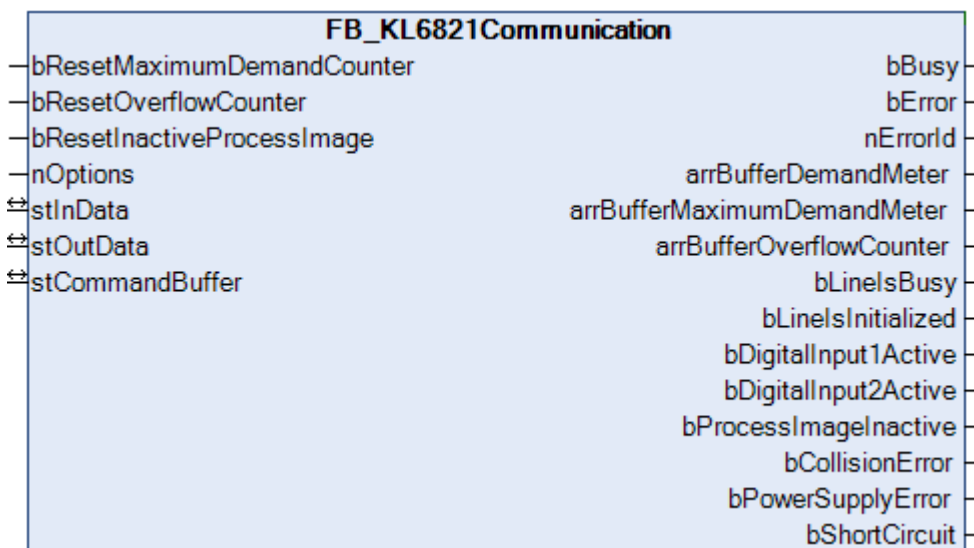 FB_KL6821Communication
bResetMaximumDemandCounter bBusy
bResetOverflowCounter bError
bResetInactiveProcessImage nErrorId
nOptions arrBufferDemandMeter
stInData arrBufferMaximumDemandMeter
stOutData arrBufferOverflowCounter
stCommandBuffer bLineIsBusy
bLineIsInitialized
bDigitalInput1Active
bDigitalInput2Active
bProcessImageInactive
bCollisionError
bPowerSupplyError
bShortCircuit